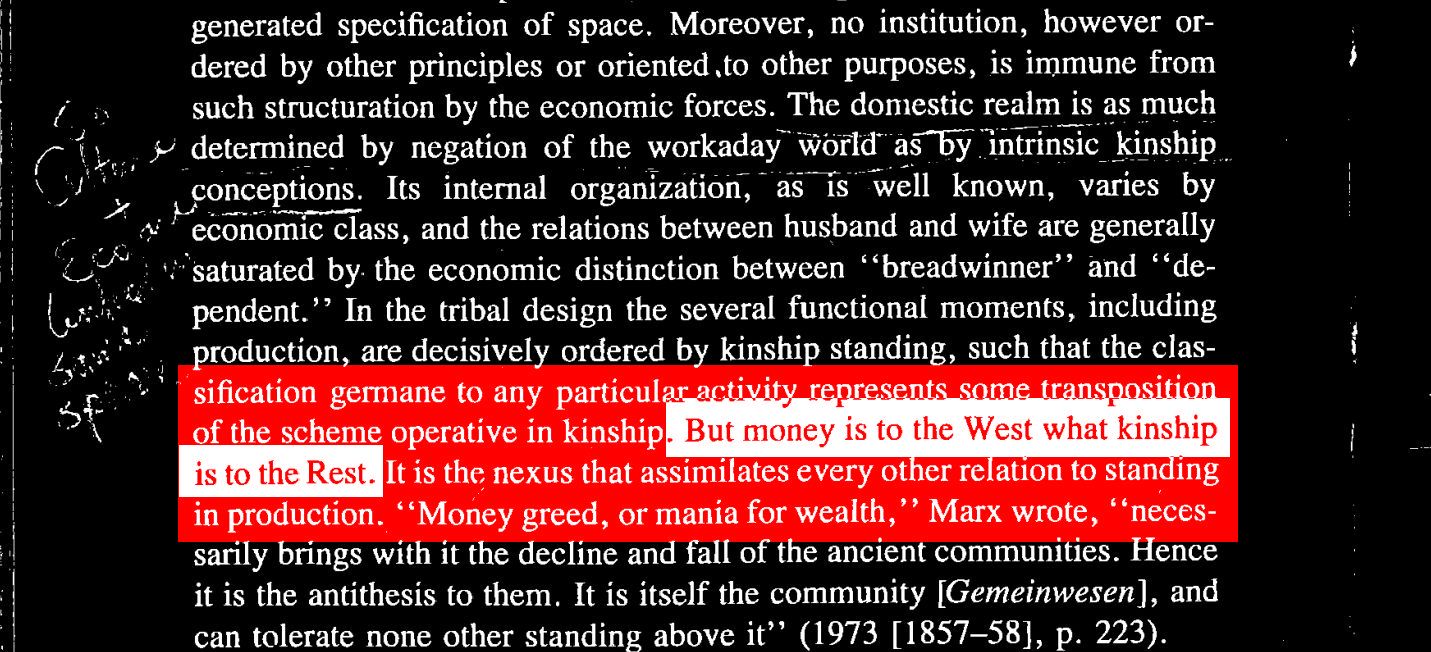 generated specification of space. Moreover, no institution, however or-
dered by other principles or oriented to other purposes, is immune from
such structuration by the economic forces. The domestic realm is as much
determined by negation of the workaday world as by intrinsic kinship
conceptions. Its internal organization, as is well known, varies by
economic class, and the relations between husband and wife are generally
saturated by the economic distinction between ‘‘breadwinner’’ and ‘‘de-
pendent.’’ In the tribal design the several functional moments, including
production, are decisively ordered by kinship standing, such that the clas-
sification germane to any particular activity represents some transposition
of the scheme operative in kinship. But money is to the West what kinship
is to the Rest. It is the nexus that assimilates every other relation to standing
in production. ‘‘Money greed, or mania for wealth,’’ Marx wrote, ‘‘neces-
sarily brings with it the decline and fall of the ancient communities. Hence
it is the antithesis to them. It is itself the community [Gemeinwesen], and
can tolerate none other standing above it’’ (1973 [1857–58], p. 223).